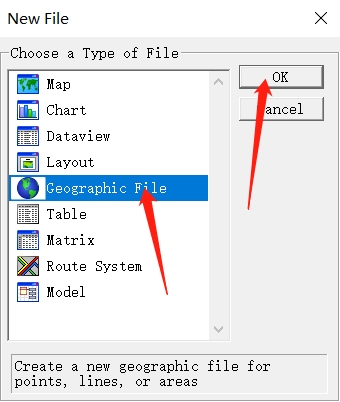 New File
Choose a Type of File
Map
Chart
Dataview
Layout
Geographic File
Table
Matrix
Route System
Model
OK
Cancel
Create a new geographic file for
points, lines, or areas